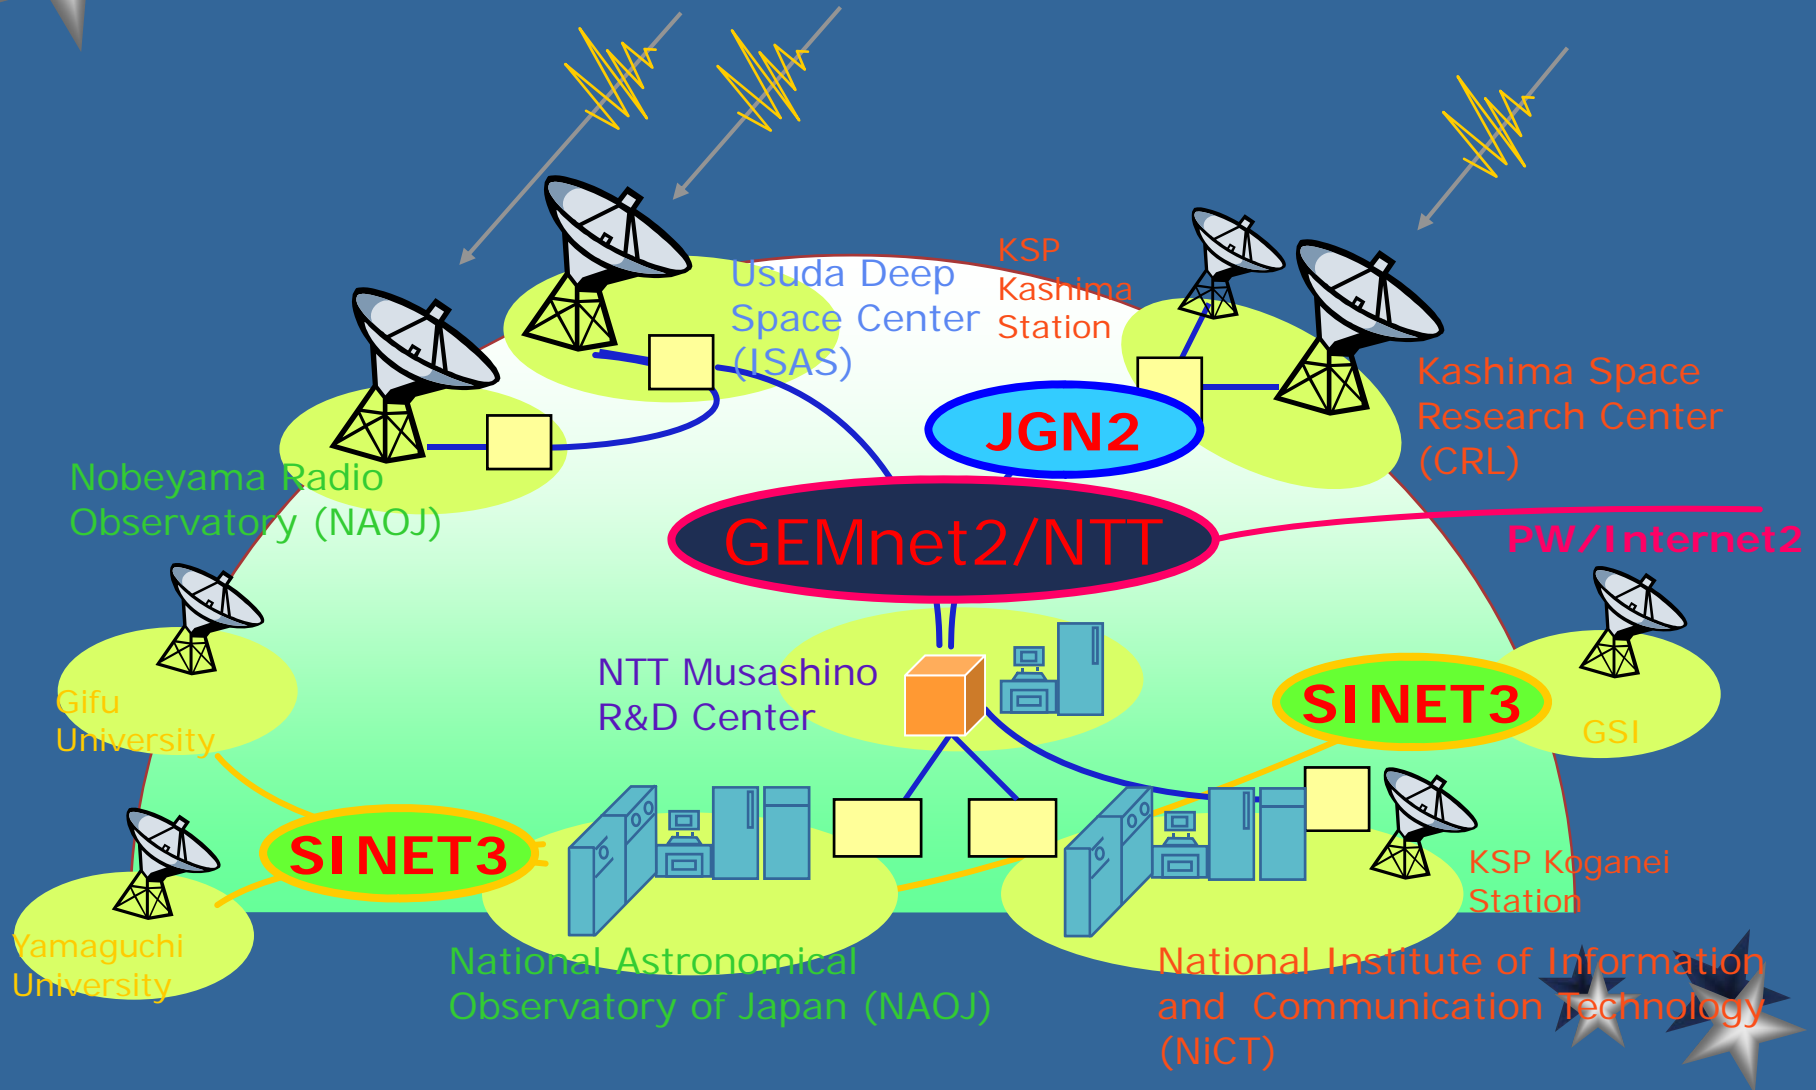 Usuda Deep
Space Center
(ISAS)
KSP
Kashima
Station
Kashima Space
Research Center
(CRL)
JGN2
Nobeyama Radio
Observatory (NAOJ)
GEMnet2/NTT
PW/Internet2
NTT Musashino
R&D Center
Gifu
University
SINET3
GSI
SINET3
KSP Koganei
Station
Yamaguchi
University
National Astronomical
Observatory of Japan (NAOJ)
National Institute of Information
and  Communication Technology
(NiCT)